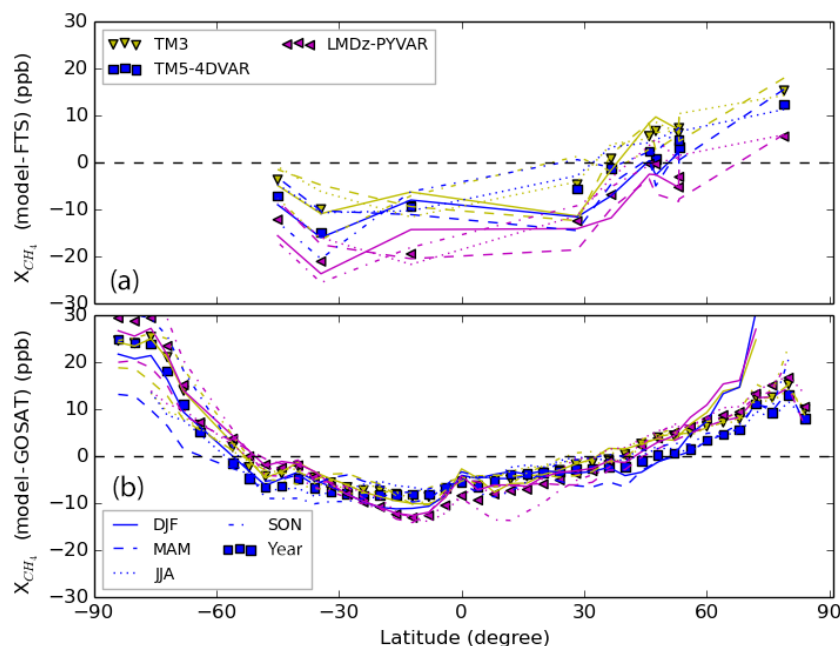 30
20
10
0
−10
−20
−30
X_CH₄ (model-FTS) (ppb)
TM3
TM5-4DVAR
LMDz-PYVAR
(a)
30
20
10
0
−10
−20
−30
X_CH₄ (model-GOSAT) (ppb)
(b)
DJF
MAM
JJA
SON
Year
−90 −60 −30 0 30 60 90
Latitude (degree)